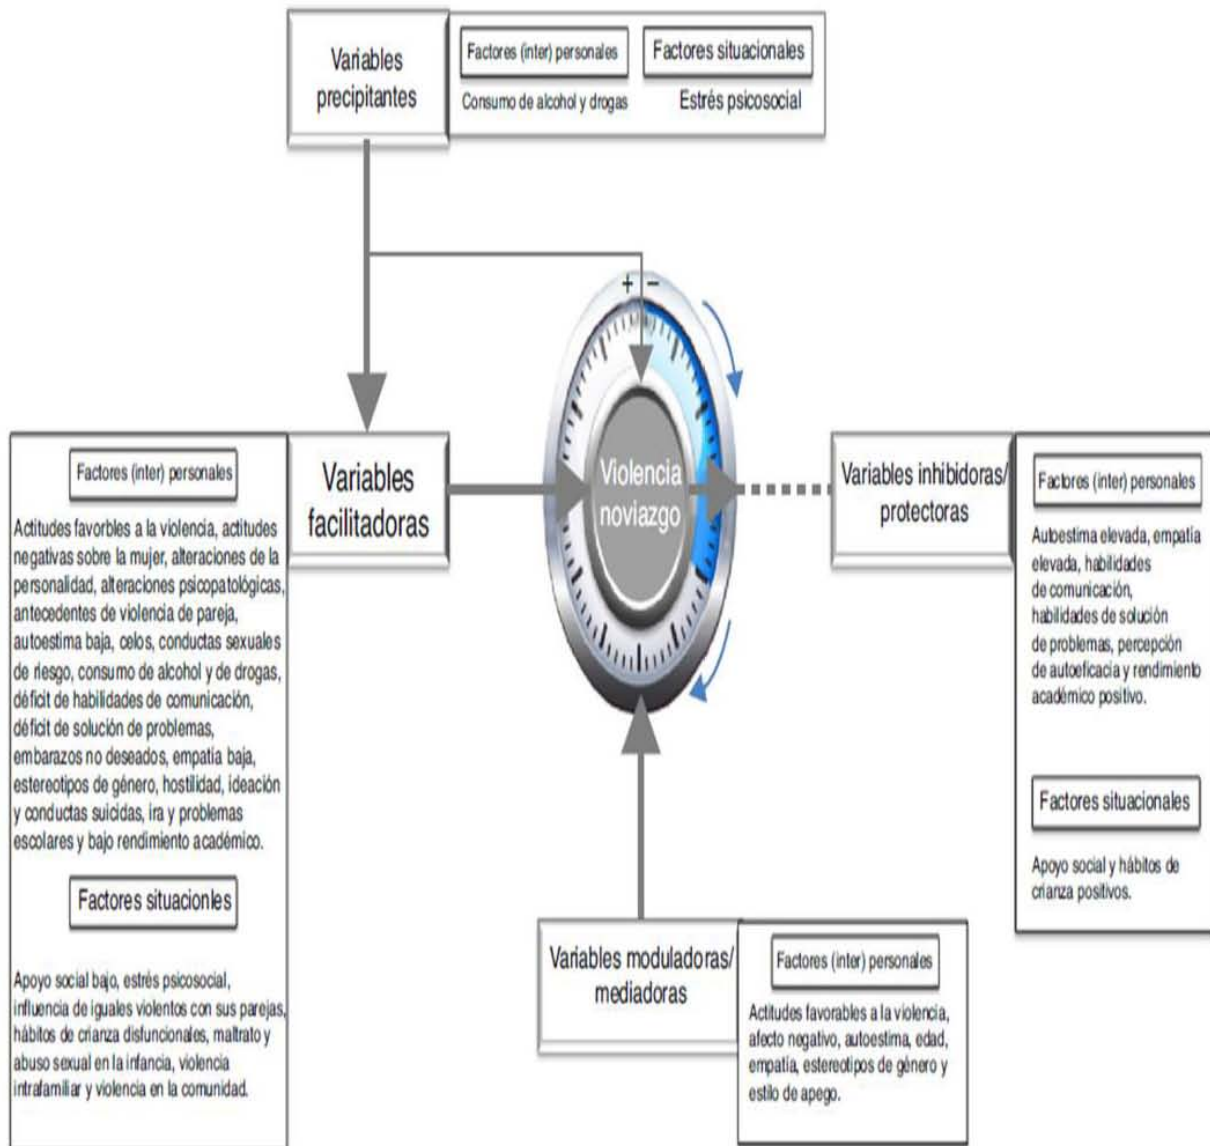 Variables
precipitantes
Factores (inter) personales
Consumo de alcohol y drogas
Factores situacionales
Estrés psicosocial
+ −
Factores (inter) personales
Actitudes favorbles a la violencia, actitudes
negativas sobre la mujer, alteraciones de la
personalidad, alteraciones psicopatológicas,
antecedentes de violencia de pareja,
autoestima baja, celos, conductas sexuales
de riesgo, consumo de alcohol y de drogas,
déficit de habilidades de comunicación,
déficit de solución de problemas,
embarazos no deseados, empatía baja,
estereotipos de género, hostilidad, ideación
y conductas suicidas, ira y problemas
escolares y bajo rendimiento académico.
Factores situacionles
Apoyo social bajo, estrés psicosocial,
influencia de iguales violentos con sus parejas,
hábitos de crianza disfuncionales, maltrato y
abuso sexual en la infancia, violencia
intrafamiliar y violencia en la comunidad.
Variables
facilitadoras
Violencia
noviazgo
Variables inhibidoras/
protectoras
Factores (inter) personales
Autoestima elevada, empatía
elevada, habilidades
de comunicación,
habilidades de solución
de problemas, percepción
de autoeficacia y rendimiento
académico positivo.
Factores situacionales
Apoyo social y hábitos de
crianza positivos.
Variables moduladoras/
mediadoras
Factores (inter) personales
Actitudes favorables a la violencia,
afecto negativo, autoestima, edad,
empatía, estereotipos de género y
estilo de apego.